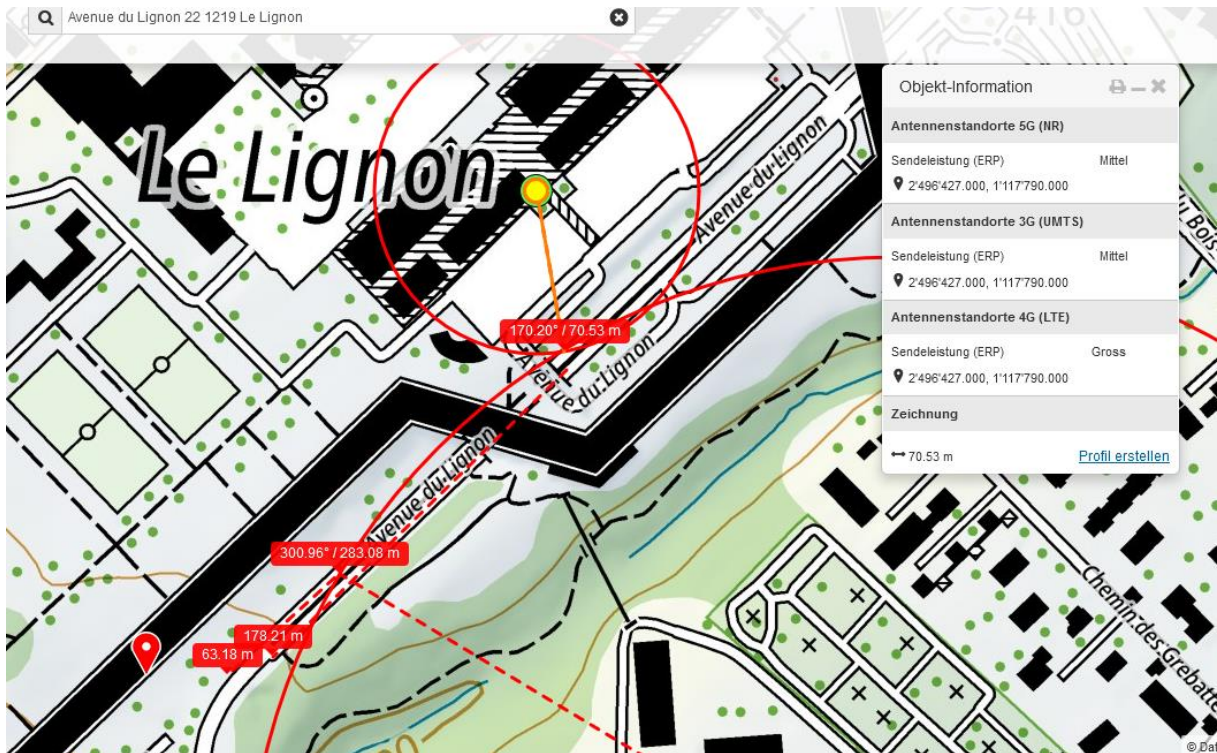 Avenue du Lignon 22 1219 Le Lignon
416
Objekt-Information
Antennenstandorte 5G (NR)
Sendeleistung (ERP) Mittel
2'496'427.000, 1'117'790.000
Antennenstandorte 3G (UMTS)
Sendeleistung (ERP) Mittel
2'496'427.000, 1'117'790.000
Antennenstandorte 4G (LTE)
Sendeleistung (ERP) Gross
2'496'427.000, 1'117'790.000
Zeichnung
70.53 m Profil erstellen
Le Lignon
Avenue du Lignon
Bois
170.20° / 70.53 m
Avenue du Lignon
Avenue du Lignon
300.96° / 283.08 m
178.21 m
63.18 m
Chemin des Grebatte
©